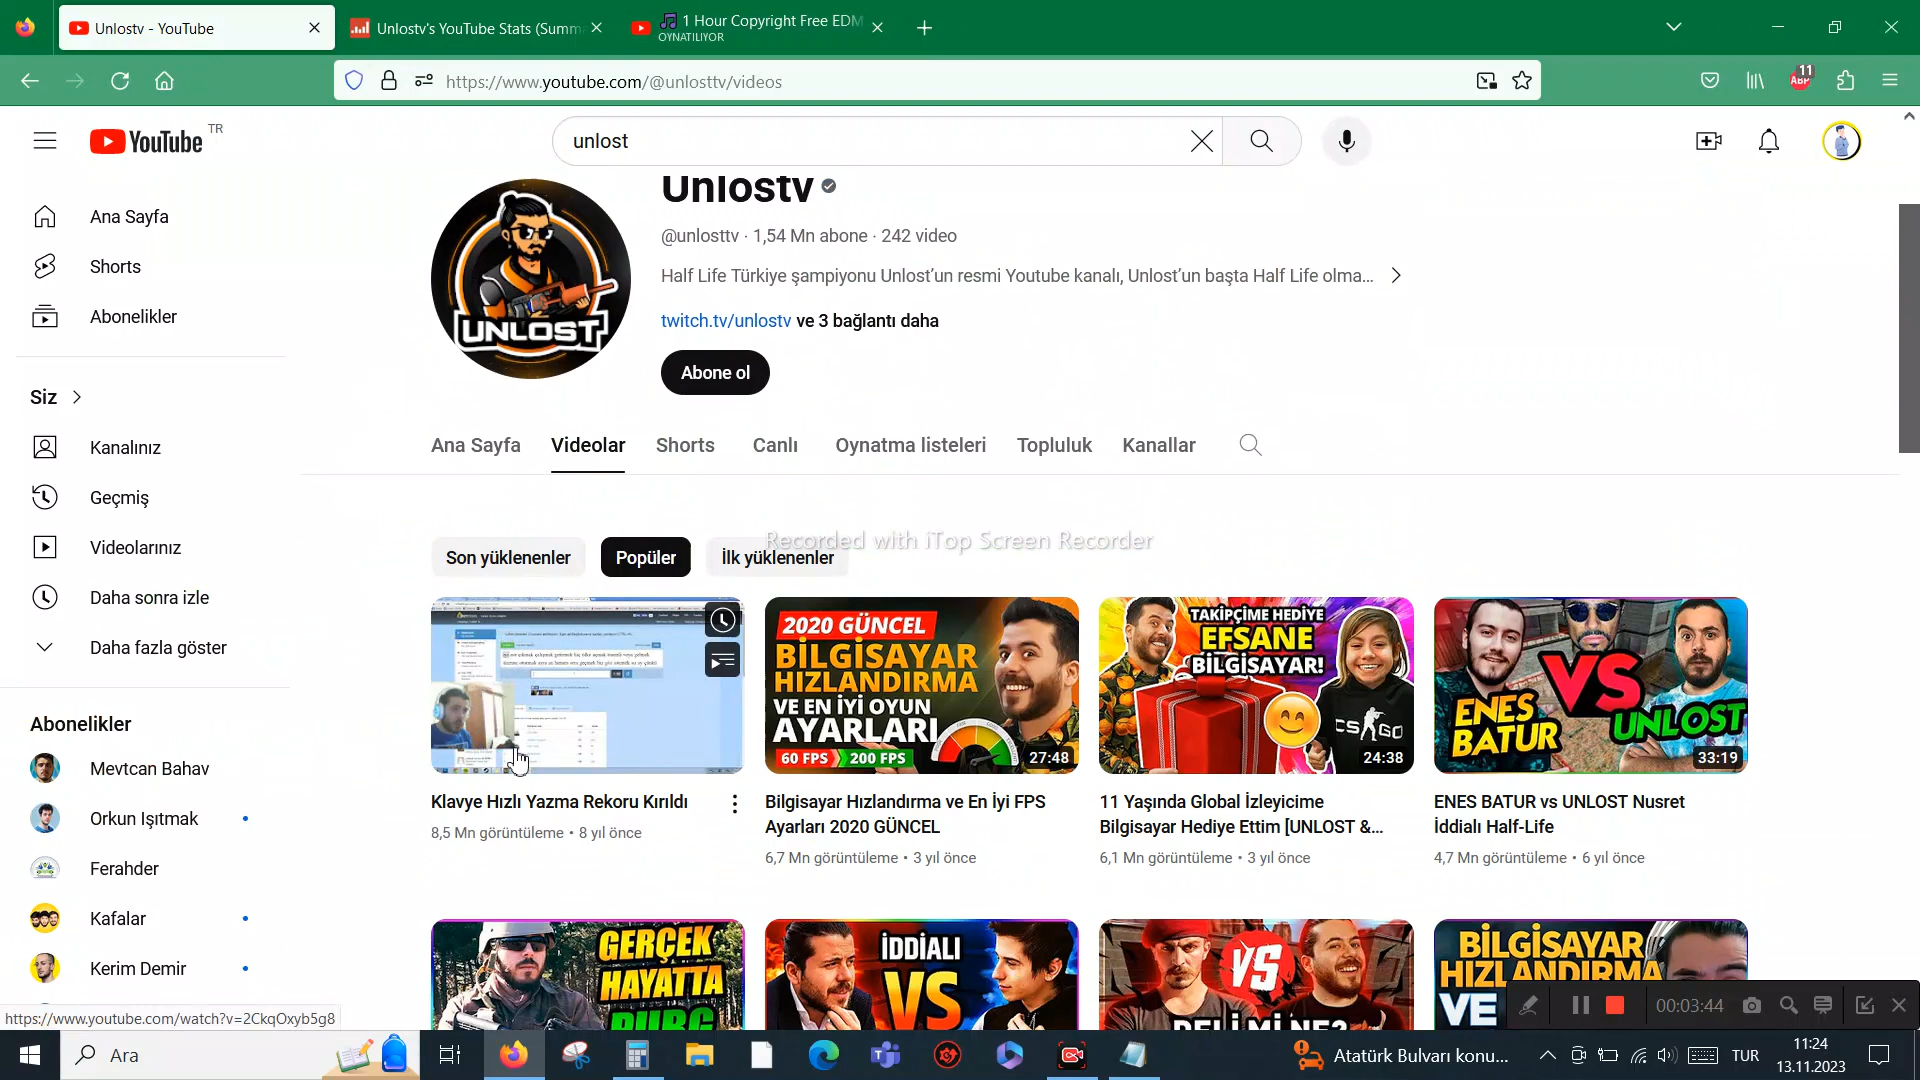 Unlostv - YouTube
Unlostv's YouTube Stats (Summ
1 Hour Copyright Free EDM
OYNATILIYOR
https://www.youtube.com/@unlosttv/videos
11
ABP
YouTube TR
unlost
Ana Sayfa
Shorts
Abonelikler
Siz
Kanalınız
Geçmiş
Videolarınız
Daha sonra izle
Daha fazla göster
Abonelikler
Mevtcan Bahav
Orkun Işıtmak
Ferahder
Kafalar
Kerim Demir
UNLOST
Unlostv
@unlosttv · 1,54 Mn abone · 242 video
Half Life Türkiye şampiyonu Unlost'un resmi Youtube kanalı, Unlost'un başta Half Life olma...
twitch.tv/unlostv ve 3 bağlantı daha
Abone ol
Ana Sayfa Videolar Shorts Canlı Oynatma listeleri Topluluk Kanallar
Recorded with iTop Screen Recorder
Son yüklenenler Popüler İlk yüklenenler
Klavye Hızlı Yazma Rekoru Kırıldı
8,5 Mn görüntüleme • 8 yıl önce
2020 GÜNCEL
BİLGİSAYAR
HIZLANDIRMA
VE EN İYİ OYUN
AYARLARI
60 FPS 200 FPS
27:48
Bilgisayar Hızlandırma ve En İyi FPS
Ayarları 2020 GÜNCEL
6,7 Mn görüntüleme • 3 yıl önce
TAKİPÇİME HEDİYE
EFSANE
BİLGİSAYAR!
CS:GO
24:38
11 Yaşında Global İzleyicime
Bilgisayar Hediye Ettim [UNLOST &...
6,1 Mn görüntüleme • 3 yıl önce
ENES
BATUR
VS
UNLOST
33:19
ENES BATUR vs UNLOST Nusret
İddialı Half-Life
4,7 Mn görüntüleme • 6 yıl önce
GERÇEK
HAYATTA
PUBG
İDDİALI
VS
VS
DELİ Mİ NE?
BİLGİSAYAR
HIZLANDIRMA
VE
00:03:44
https://www.youtube.com/watch?v=2CkqOxyb5g8
Ara
Atatürk Bulvarı konu...
TUR
11:24
13.11.2023